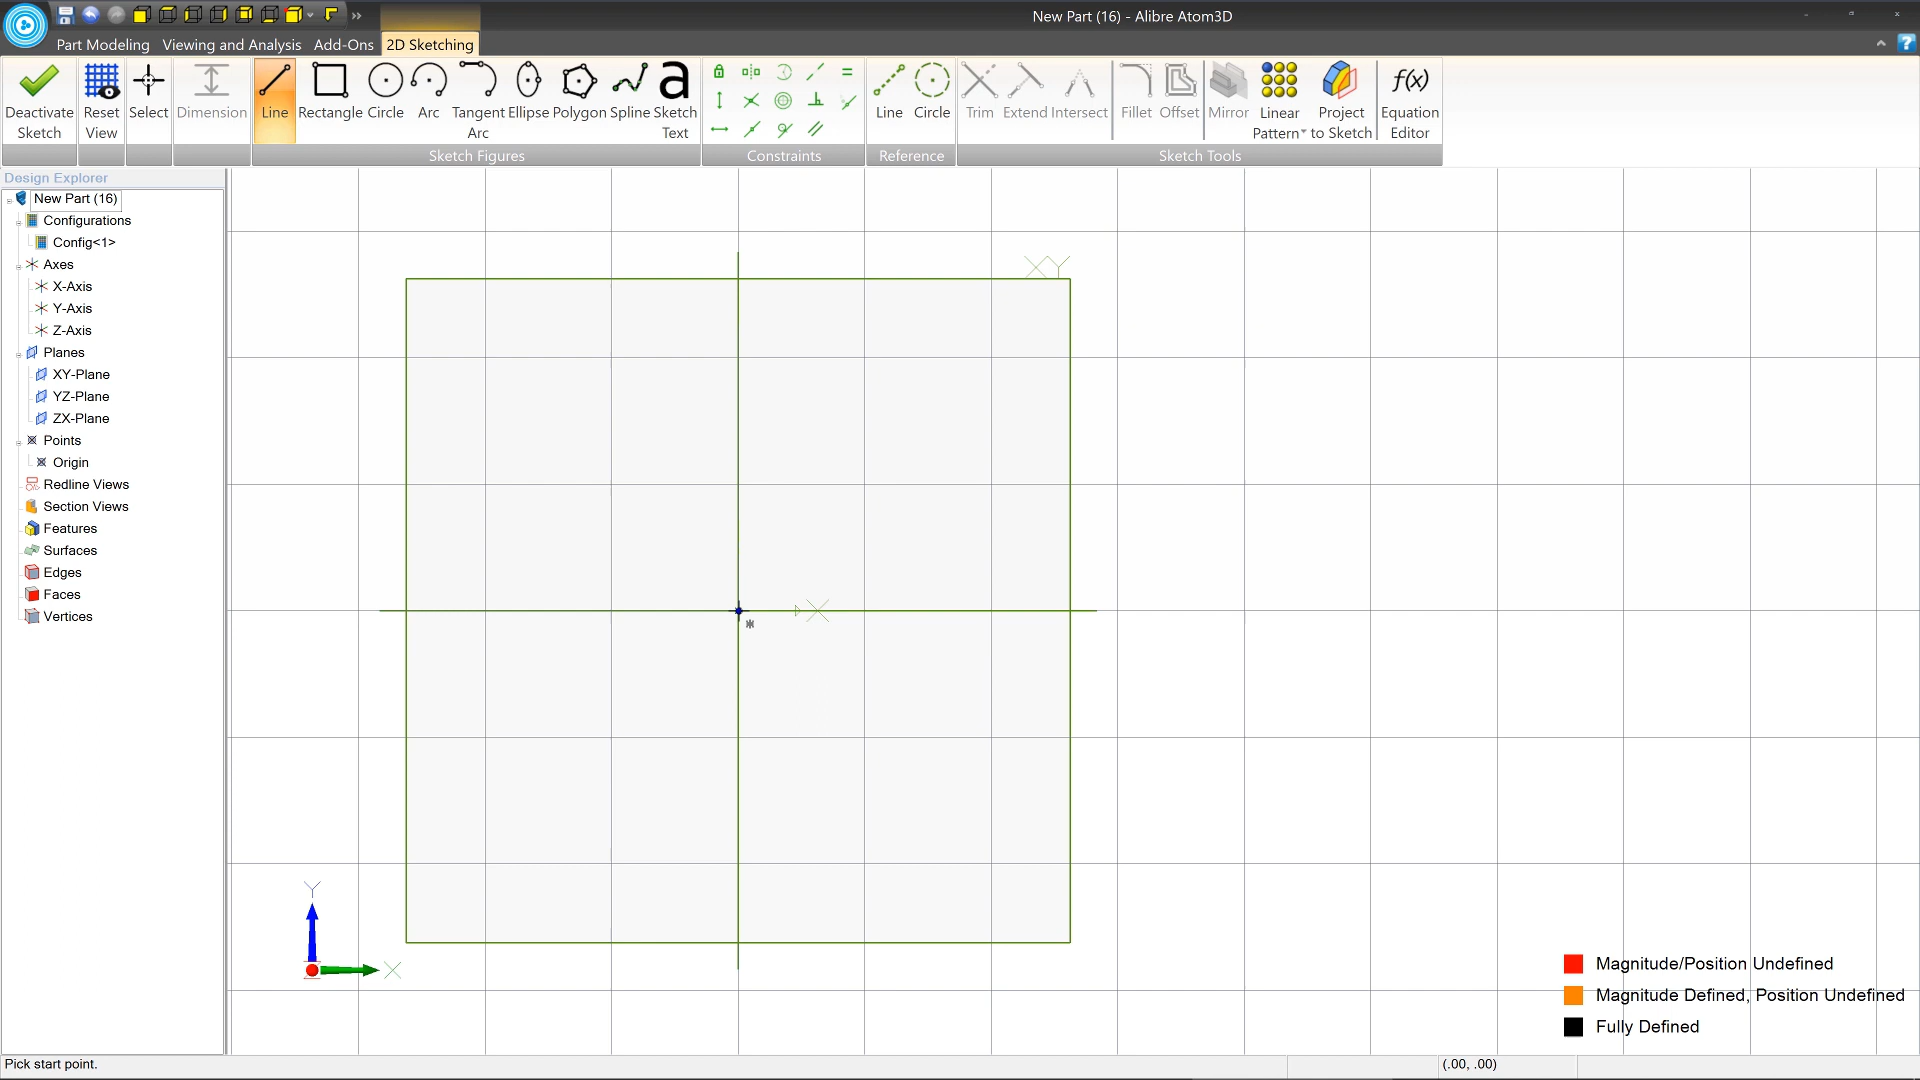 New Part (16) - Alibre Atom3D
Part Modeling
Viewing and Analysis
Add-Ons
2D Sketching
Deactivate Sketch
Reset View
Select
Dimension
Line
Rectangle
Circle
Arc
Tangent Arc
Ellipse
Polygon
Spline
a
Sketch Text
Line
Circle
Trim
Extend
Intersect
Fillet
Offset
Mirror
Linear Pattern
Project to Sketch
f(x)
Equation Editor
Sketch Figures
Constraints
Reference
Sketch Tools
Design Explorer
New Part (16)
Configurations
Config<1>
Axes
X-Axis
Y-Axis
Z-Axis
Planes
XY-Plane
YZ-Plane
ZX-Plane
Points
Origin
Redline Views
Section Views
Features
Surfaces
Edges
Faces
Vertices
XY
X
Y
X
Magnitude/Position Undefined
Magnitude Defined, Position Undefined
Fully Defined
Pick start point.
(.00, .00)